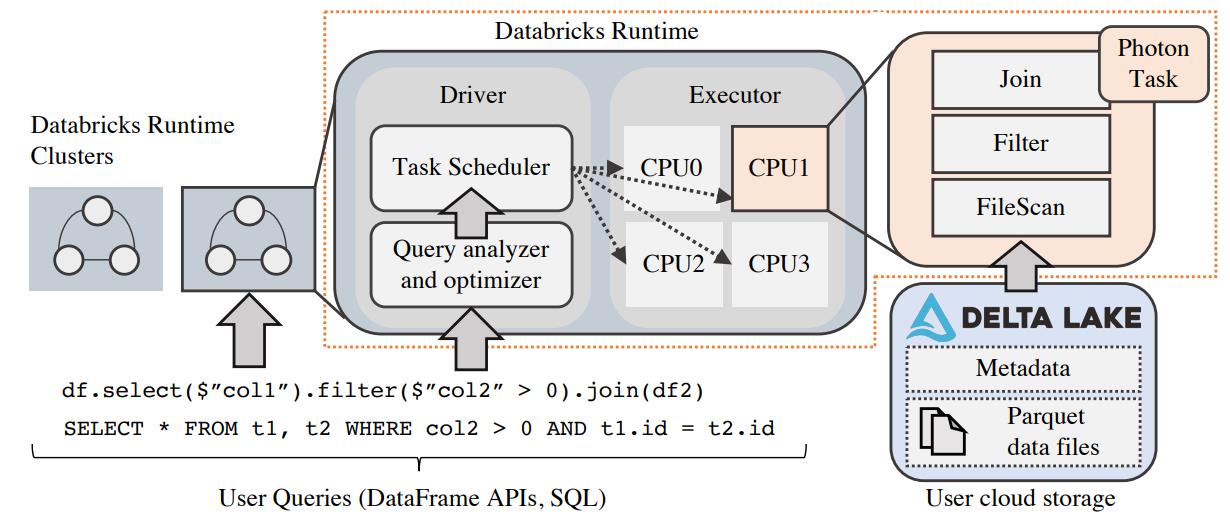 Databricks Runtime
Databricks Runtime
Clusters
Driver
Executor
Task Scheduler
Query analyzer
and optimizer
CPU0
CPU1
CPU2
CPU3
Photon
Task
Join
Filter
FileScan
DELTA LAKE
Metadata
Parquet
data files
User cloud storage
df.select($”col1”).filter($”col2” > 0).join(df2)
SELECT * FROM t1, t2 WHERE col2 > 0 AND t1.id = t2.id
User Queries (DataFrame APIs, SQL)